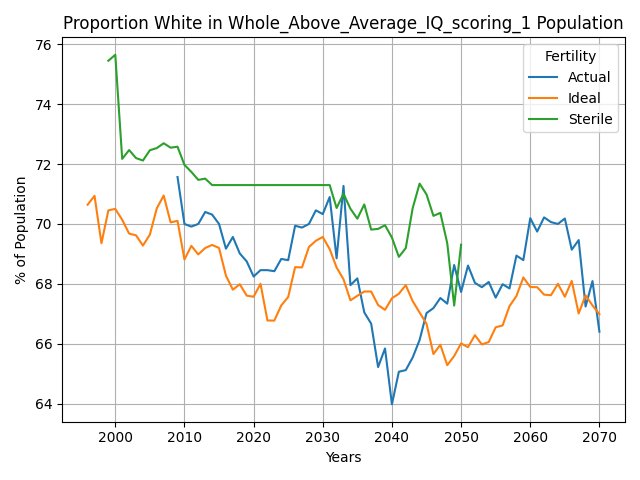 Proportion White in Whole_Above_Average_IQ_scoring_1 Population
76
74
72
70
68
66
64
% of Population
Fertility
Actual
Ideal
Sterile
2000 2010 2020 2030 2040 2050 2060 2070
Years